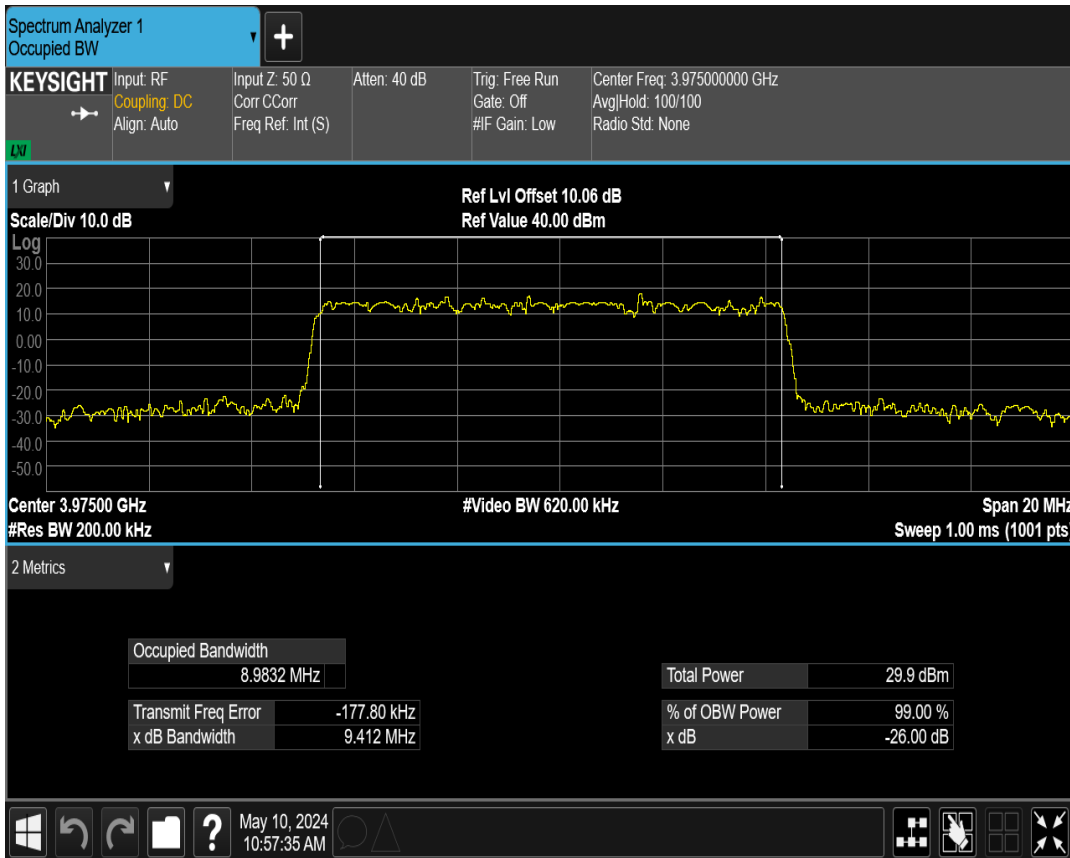 Spectrum Analyzer 1
Occupied BW
+
KEYSIGHT
LXI
Input: RF
Coupling: DC
Align: Auto
Input Z: 50 Ω
Corr CCorr
Freq Ref: Int (S)
Atten: 40 dB
Trig: Free Run
Gate: Off
#IF Gain: Low
Center Freq: 3.975000000 GHz
Avg|Hold: 100/100
Radio Std: None
1 Graph
Scale/Div 10.0 dB
Ref Lvl Offset 10.06 dB
Ref Value 40.00 dBm
Log
30.0
20.0
10.0
0.00
-10.0
-20.0
-30.0
-40.0
-50.0
Center 3.97500 GHz
#Video BW 620.00 kHz
Span 20 MHz
#Res BW 200.00 kHz
Sweep 1.00 ms (1001 pts)
2 Metrics
Occupied Bandwidth
8.9832 MHz
Total Power 29.9 dBm
Transmit Freq Error -177.80 kHz
% of OBW Power 99.00 %
x dB Bandwidth 9.412 MHz
x dB -26.00 dB
?
May 10, 2024
10:57:35 AM